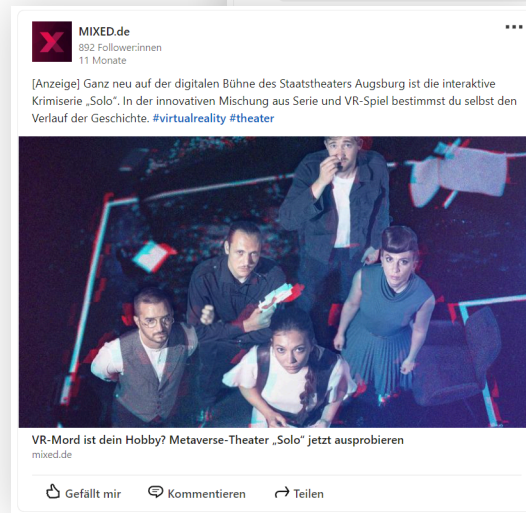 MIXED.de
892 Follower:innen
11 Monate
[Anzeige] Ganz neu auf der digitalen Bühne des Staatstheaters Augsburg ist die interaktive
Krimiserie „Solo“. In der innovativen Mischung aus Serie und VR-Spiel bestimmst du selbst den
Verlauf der Geschichte. #virtualreality #theater
VR-Mord ist dein Hobby? Metaverse-Theater „Solo“ jetzt ausprobieren
mixed.de
Gefällt mir Kommentieren Teilen